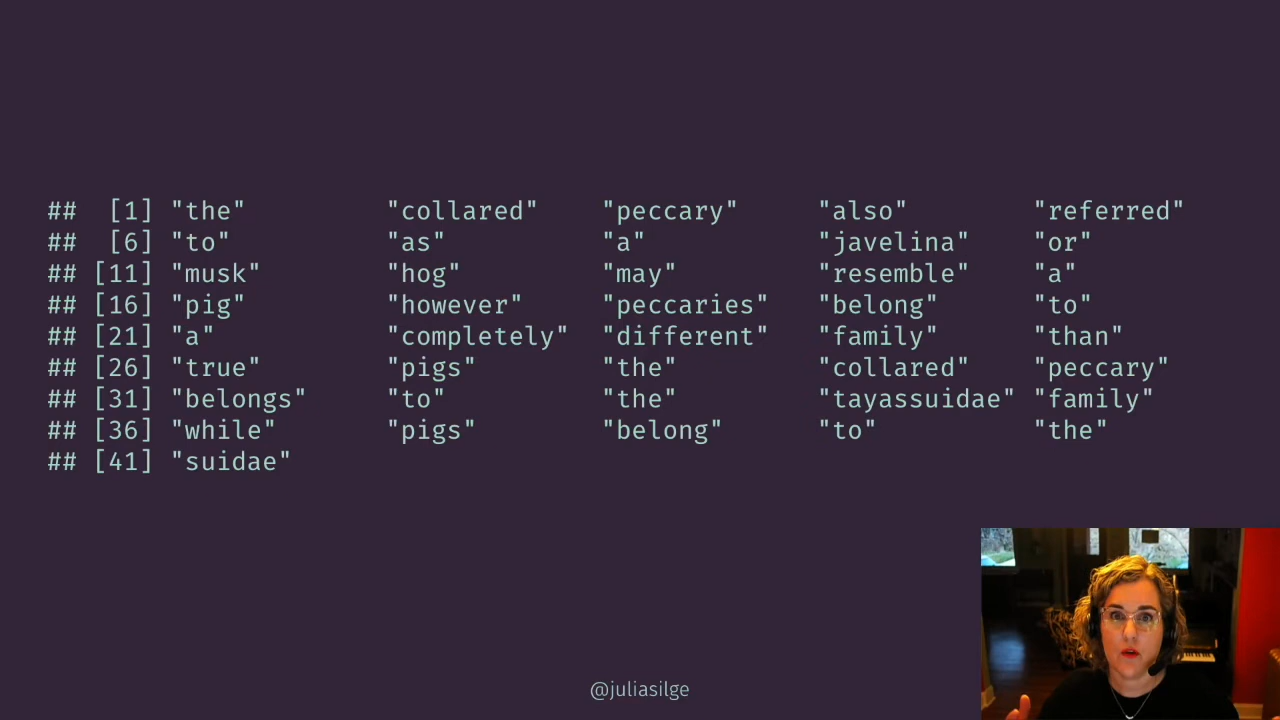 ##  [1] "the" "collared" "peccary" "also" "referred"
##  [6] "to" "as" "a" "javelina" "or"
## [11] "musk" "hog" "may" "resemble" "a"
## [16] "pig" "however" "peccaries" "belong" "to"
## [21] "a" "completely" "different" "family" "than"
## [26] "true" "pigs" "the" "collared" "peccary"
## [31] "belongs" "to" "the" "tayassuidae" "family"
## [36] "while" "pigs" "belong" "to" "the"
## [41] "suidae"
@juliasilge